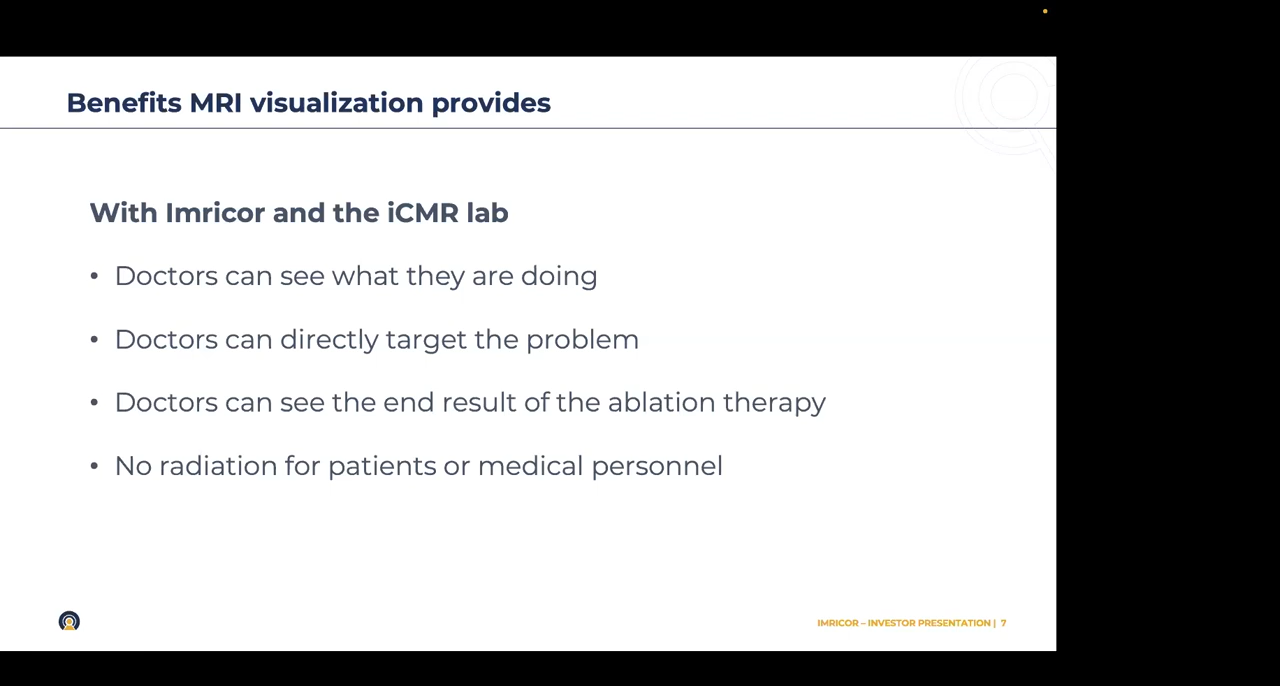 Benefits MRI visualization provides
With Imricor and the iCMR lab
• Doctors can see what they are doing
• Doctors can directly target the problem
• Doctors can see the end result of the ablation therapy
• No radiation for patients or medical personnel
IMRICOR – INVESTOR PRESENTATION | 7